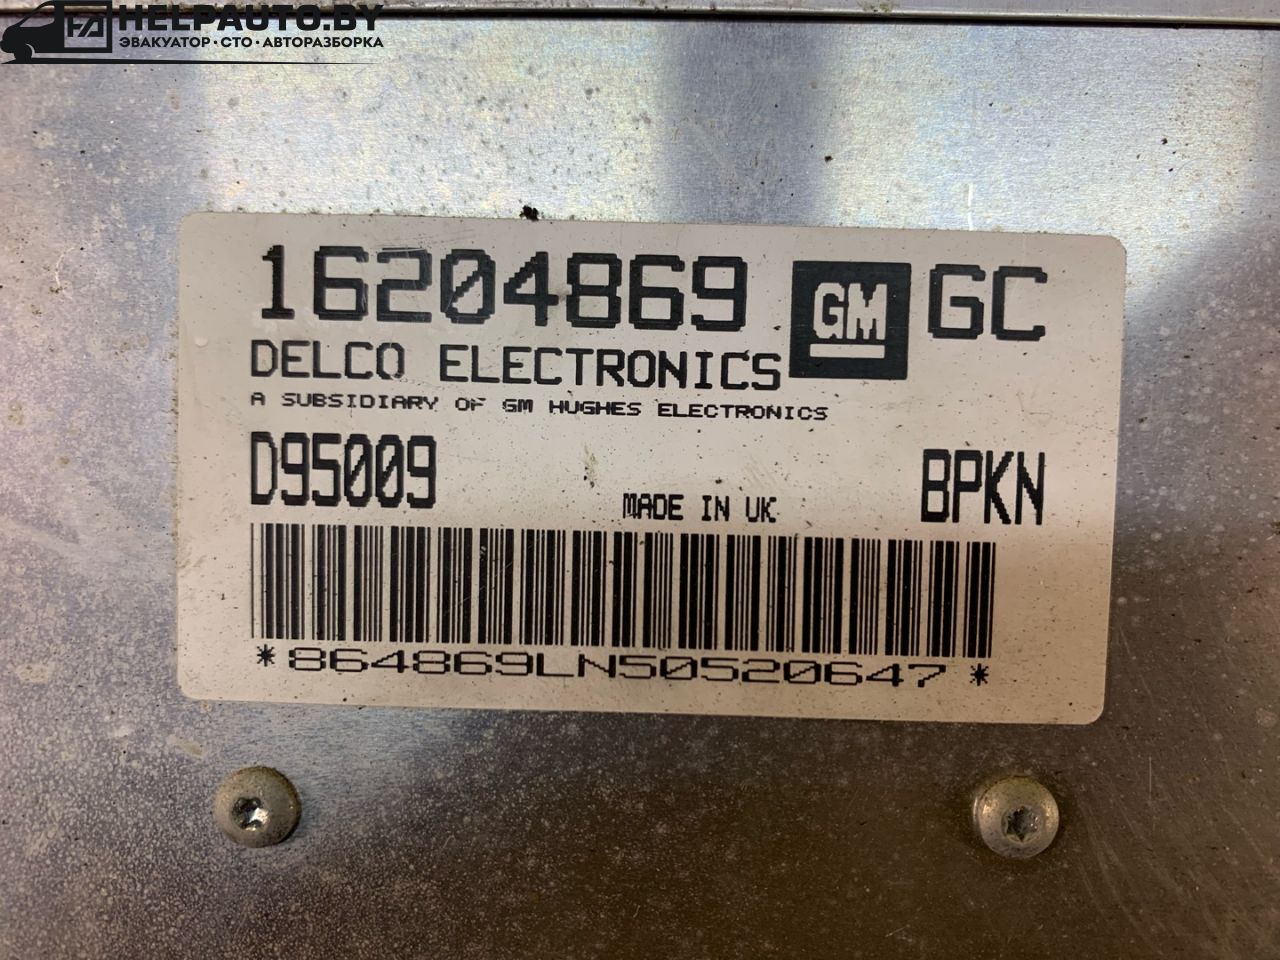 HELPAUTO.BY
ЭВАКУАТОР·СТО·АВТОРАЗБОРКА
16204869 GM GC
DELCO ELECTRONICS
A SUBSIDIARY OF GM HUGHES ELECTRONICS
D95009 MADE IN UK BPKN
*864869LN50520647*